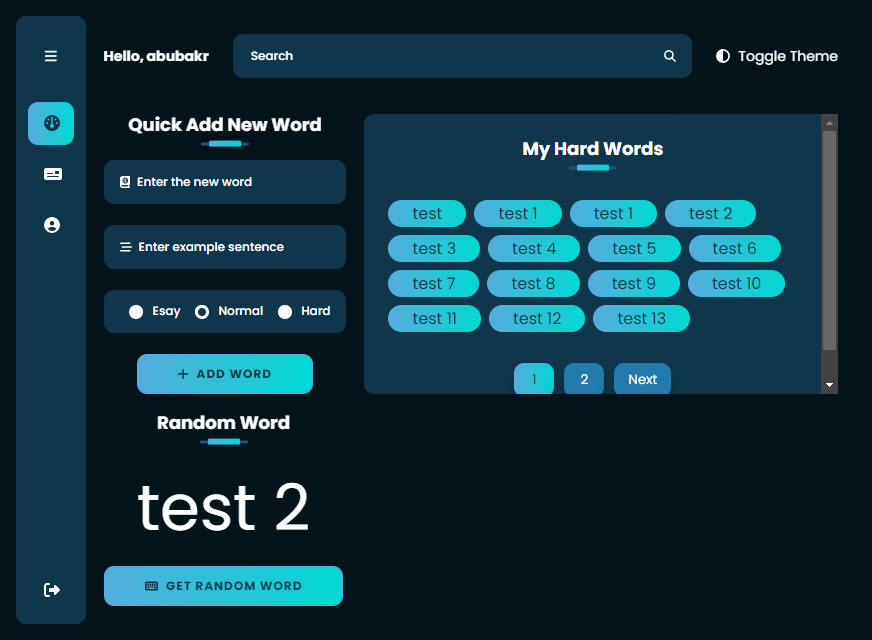 Hello, abubakr
Search
Toggle Theme
Quick Add New Word
Enter the new word
Enter example sentence
Esay Normal Hard
+ ADD WORD
Random Word
test 2
GET RANDOM WORD
My Hard Words
test test 1 test 1 test 2
test 3 test 4 test 5 test 6
test 7 test 8 test 9 test 10
test 11 test 12 test 13
1 2 Next